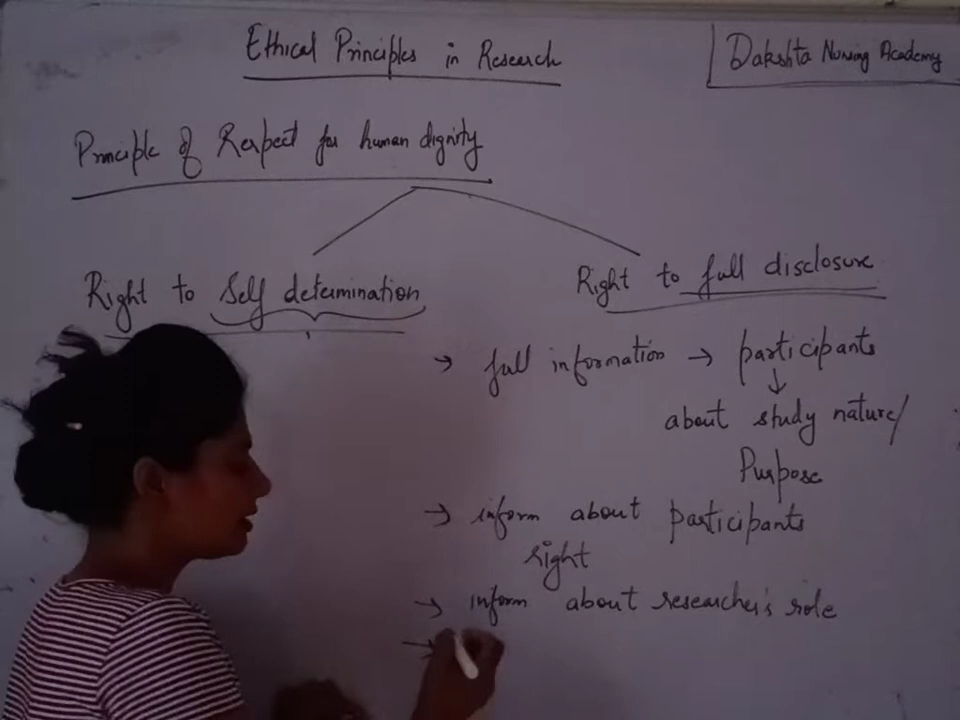 Ethical Principles in Research
Dakshta Nursing Academy
Principle of Respect for human dignity
Right to Self determination
Right to full disclosure
→ full information → participants
↓
about study nature/
Purpose
→ inform about participants
right
→ inform about researcher's role
→